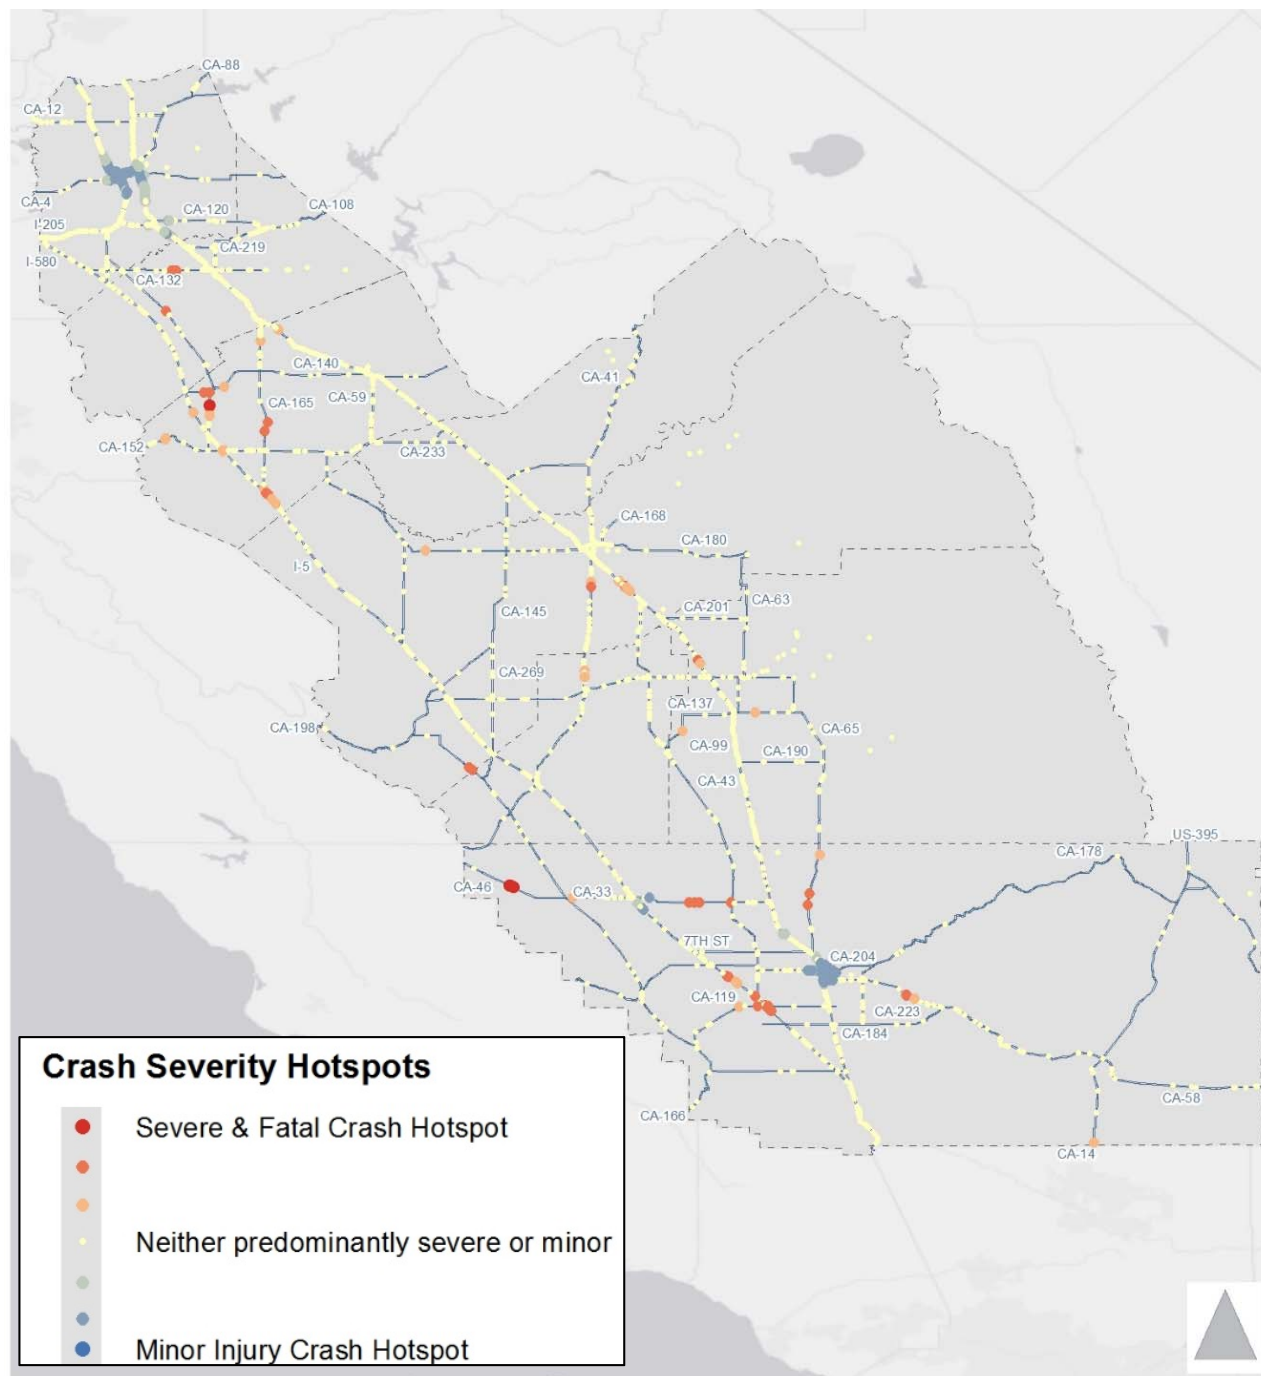 CA-88
CA-12
CA-4
CA-120
CA-108
I-205
CA-219
I-580
CA-132
CA-140
CA-41
CA-59
CA-165
CA-152
CA-233
CA-168
CA-180
I-5
CA-63
CA-145
CA-201
CA-269
CA-137
CA-198
CA-65
CA-99
CA-190
CA-43
US-395
CA-178
CA-46
CA-33
7TH ST
CA-204
CA-119
CA-223
CA-184
CA-58
CA-166
CA-14
Crash Severity Hotspots
Severe & Fatal Crash Hotspot
Neither predominantly severe or minor
Minor Injury Crash Hotspot